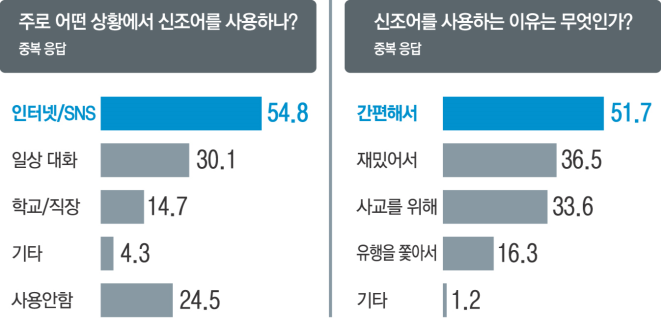 주로 어떤 상황에서 신조어를 사용하나?
중복 응답
인터넷/SNS 54.8
일상 대화 30.1
학교/직장 14.7
기타 4.3
사용안함 24.5
신조어를 사용하는 이유는 무엇인가?
중복 응답
간편해서 51.7
재밌어서 36.5
사교를 위해 33.6
유행을 쫓아서 16.3
기타 1.2